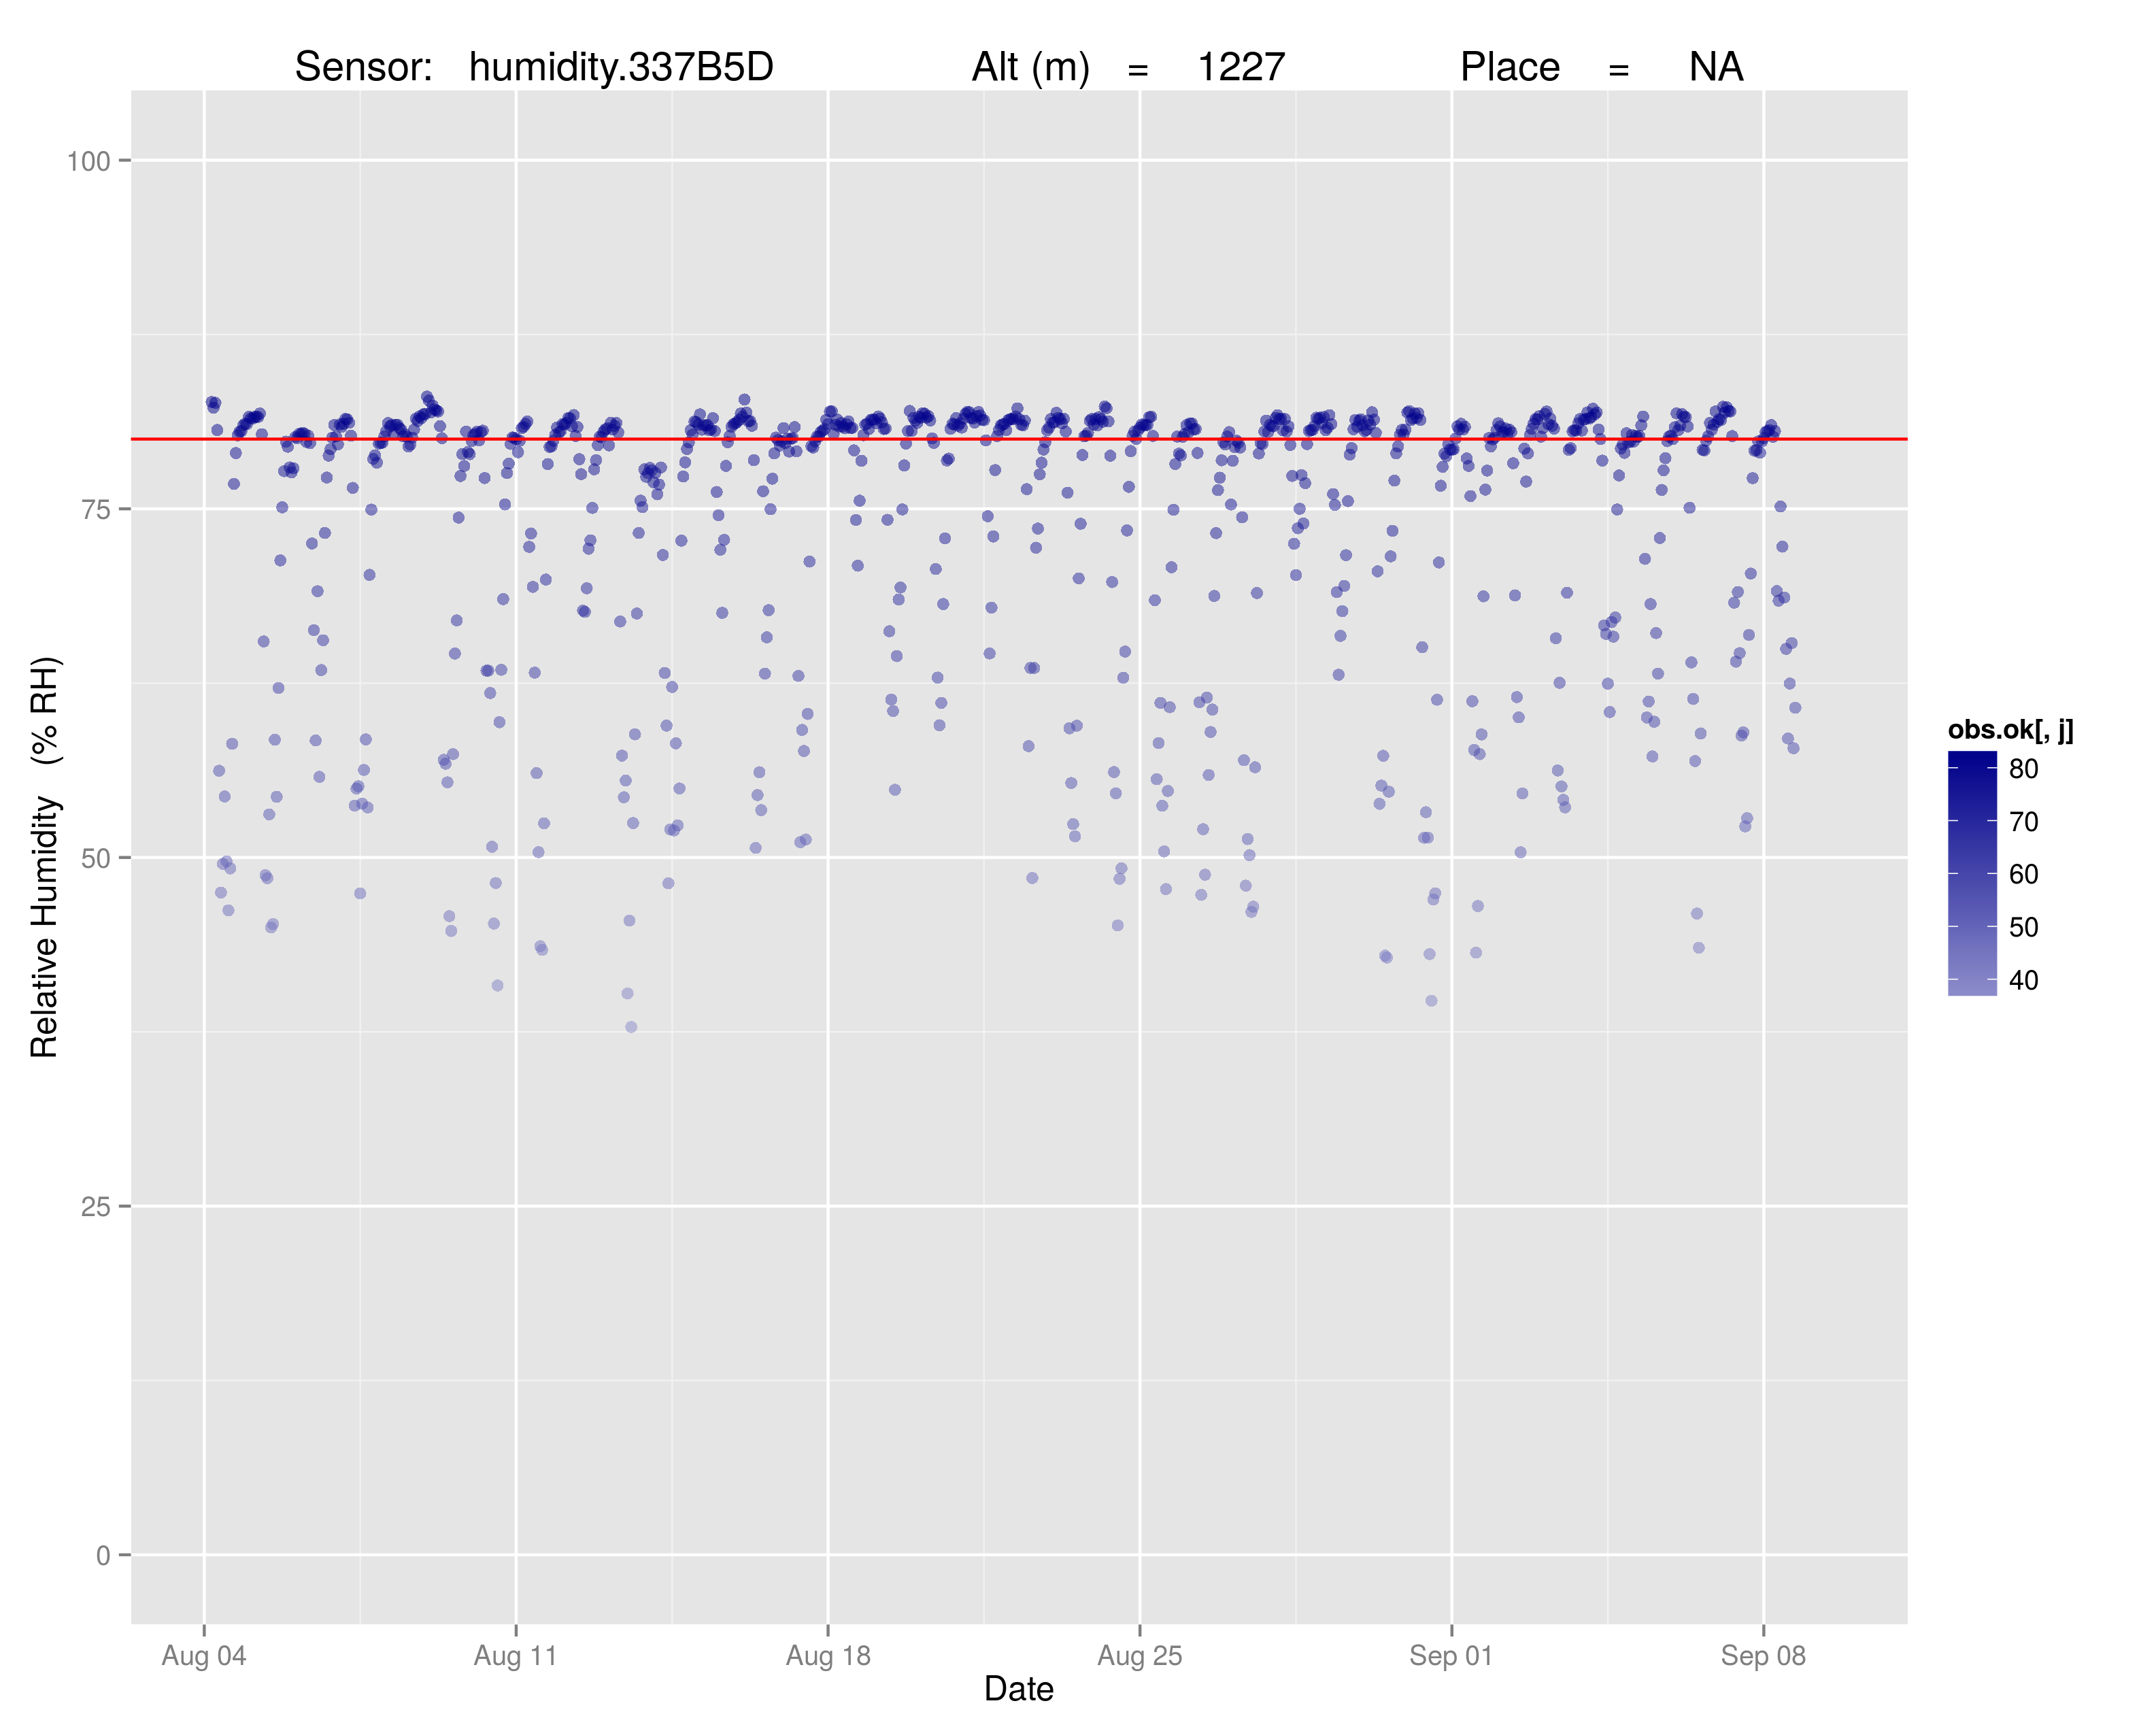 Sensor: humidity.337B5D Alt (m) = 1227 Place = NA
100
75
50
25
0
Relative Humidity (% RH)
Aug 04 Aug 11 Aug 18 Aug 25 Sep 01 Sep 08
Date
obs.ok[, j]
80
70
60
50
40